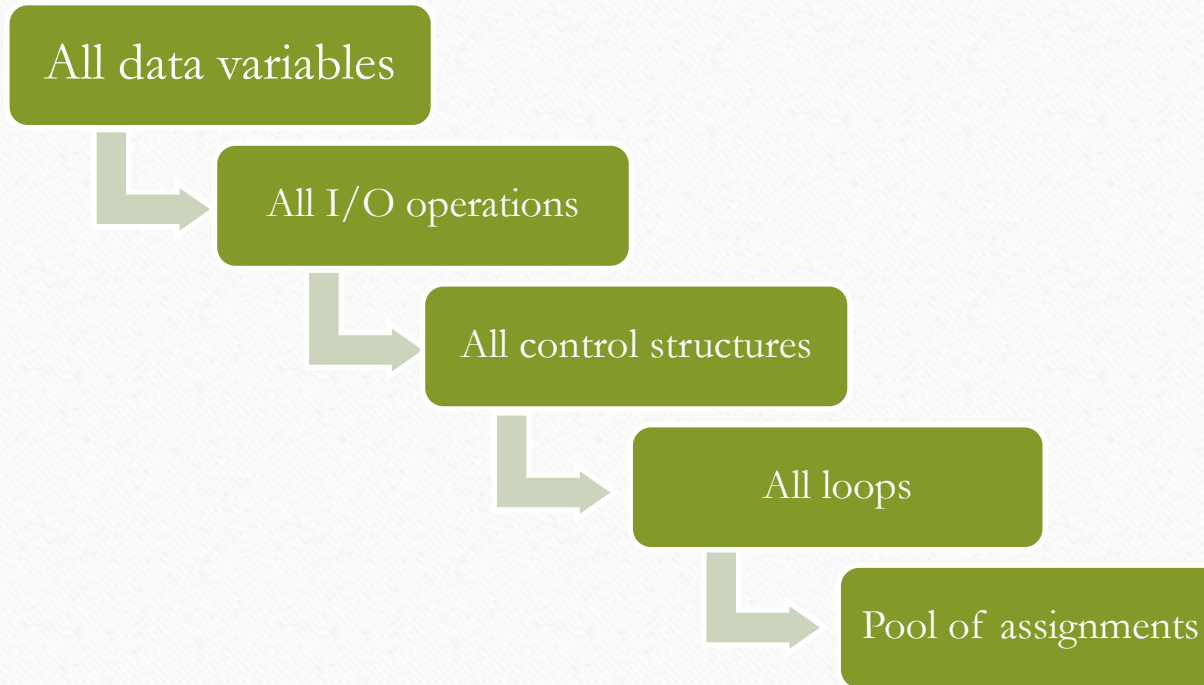 All data variables
All I/O operations
All control structures
All loops
Pool of assignments